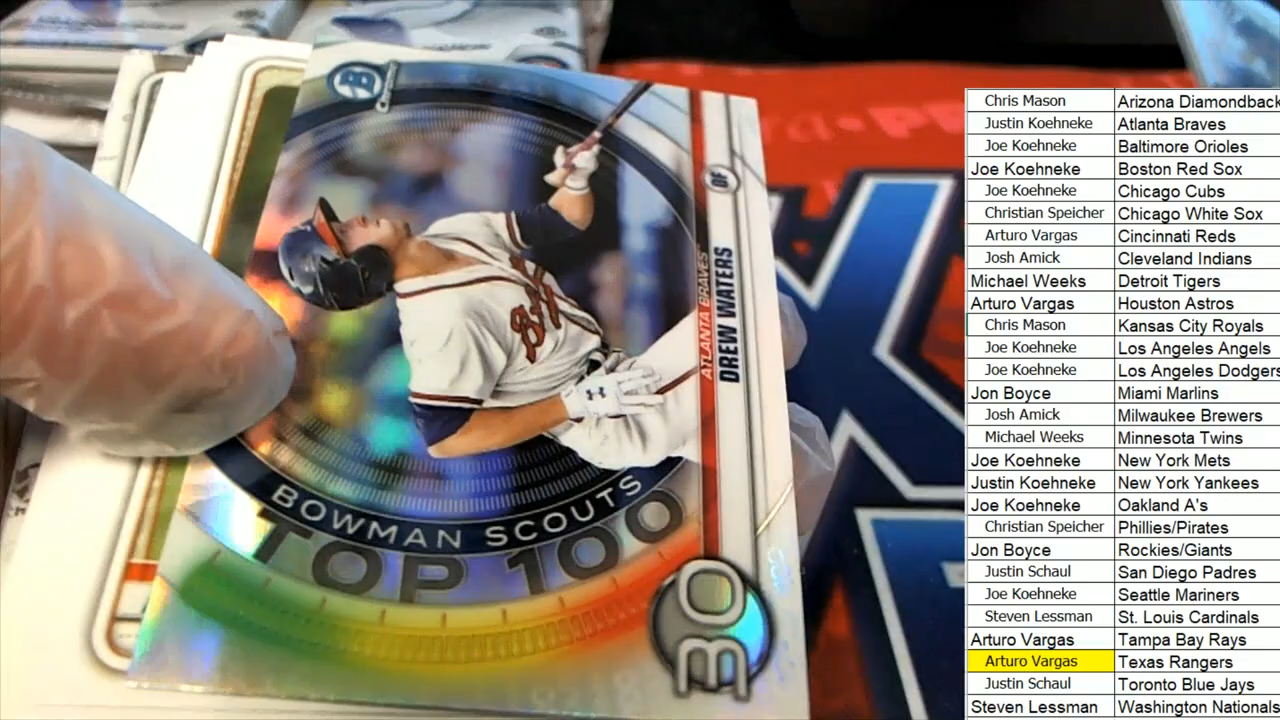 B
OF
ATLANTA BRAVES
DREW WATERS
BOWMAN SCOUTS
TOP 100
30
Chris Mason Arizona Diamondback
Justin Koehneke Atlanta Braves
Joe Koehneke Baltimore Orioles
Joe Koehneke Boston Red Sox
Joe Koehneke Chicago Cubs
Christian Speicher Chicago White Sox
Arturo Vargas Cincinnati Reds
Josh Amick Cleveland Indians
Michael Weeks Detroit Tigers
Arturo Vargas Houston Astros
Chris Mason Kansas City Royals
Joe Koehneke Los Angeles Angels
Joe Koehneke Los Angeles Dodgers
Jon Boyce Miami Marlins
Josh Amick Milwaukee Brewers
Michael Weeks Minnesota Twins
Joe Koehneke New York Mets
Justin Koehneke New York Yankees
Joe Koehneke Oakland A's
Christian Speicher Phillies/Pirates
Jon Boyce Rockies/Giants
Justin Schaul San Diego Padres
Joe Koehneke Seattle Mariners
Steven Lessman St. Louis Cardinals
Arturo Vargas Tampa Bay Rays
Arturo Vargas Texas Rangers
Justin Schaul Toronto Blue Jays
Steven Lessman Washington Nationals